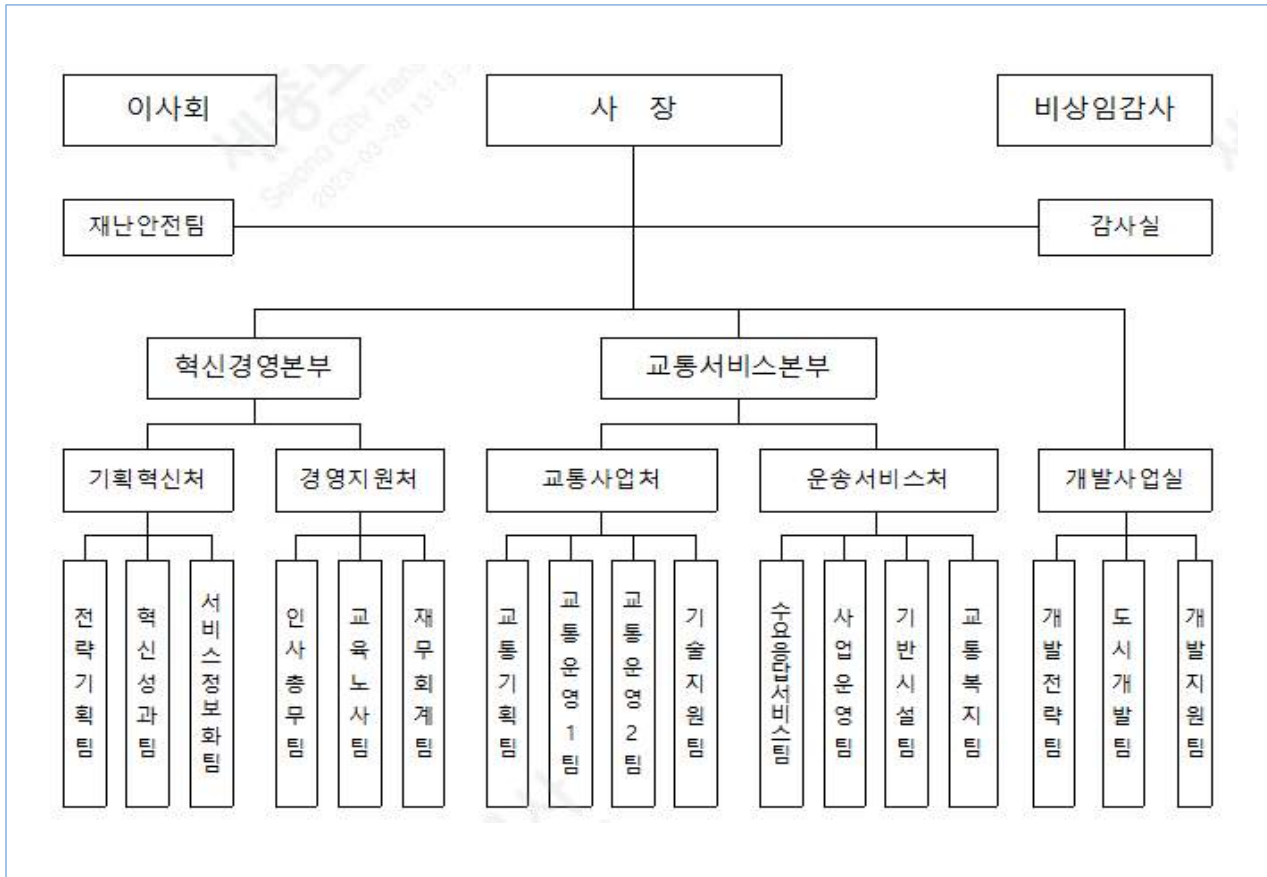 이사회
사 장
비상임감사
재난안전팀
감사실
혁신경영본부
교통서비스본부
기획혁신처
경영지원처
교통사업처
운송서비스처
개발사업실
전략기획팀
혁신성과팀
서비스정보화팀
인사총무팀
교육노사팀
재무회계팀
교통기획팀
교통운영1팀
교통운영2팀
기술지원팀
수요응답서비스팀
사업운영팀
기반시설팀
교통복지팀
개발전략팀
도시개발팀
개발지원팀